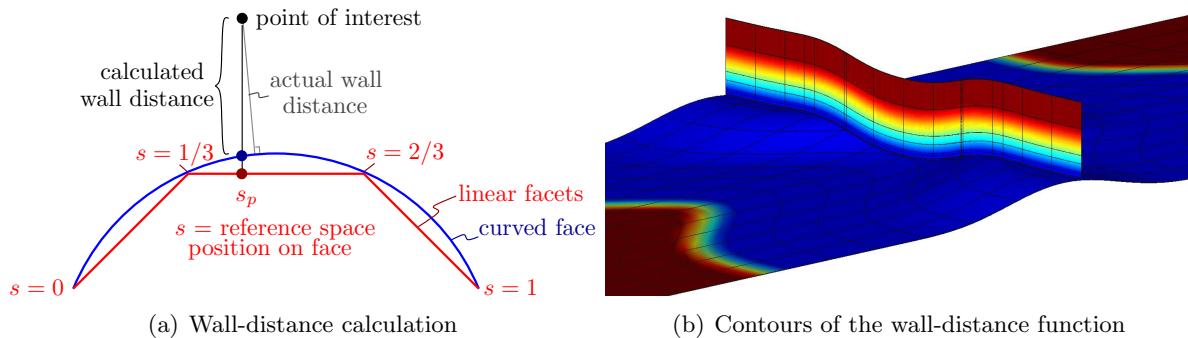 point of interest
calculated
wall distance
actual wall
distance
s = 1/3
s = 2/3
s_p
linear facets
s = reference space
position on face
curved face
s = 0
s = 1
(a) Wall-distance calculation
(b) Contours of the wall-distance function